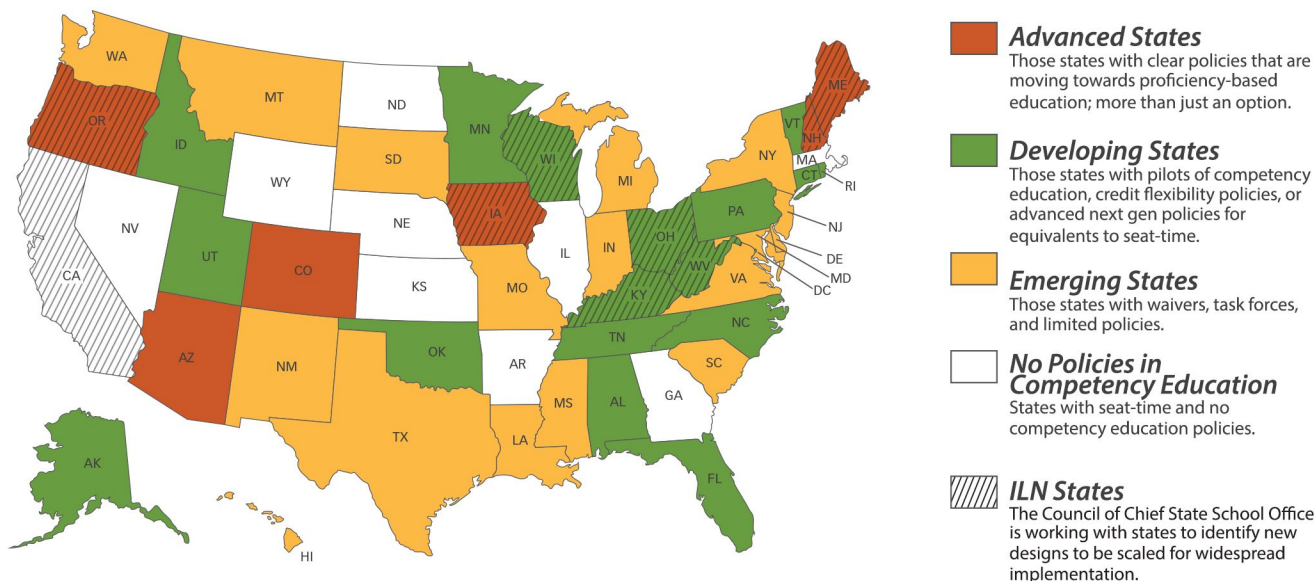 WA
MT
ND
MN
OR
ID
SD
WI
WY
MI
NY
VT
NH
ME
MA
CT
RI
NV
NE
IA
PA
NJ
CA
UT
CO
KS
IL
IN
OH
WV
DE
MD
DC
VA
MO
KY
AZ
NM
OK
AR
TN
NC
SC
TX
LA
MS
AL
GA
FL
AK
HI
Advanced States
Those states with clear policies that are
moving towards proficiency-based
education; more than just an option.
Developing States
Those states with pilots of competency
education, credit flexibility policies, or
advanced next gen policies for
equivalents to seat-time.
Emerging States
Those states with waivers, task forces,
and limited policies.
No Policies in
Competency Education
States with seat-time and no
competency education policies.
ILN States
The Council of Chief State School Office
is working with states to identify new
designs to be scaled for widespread
implementation.